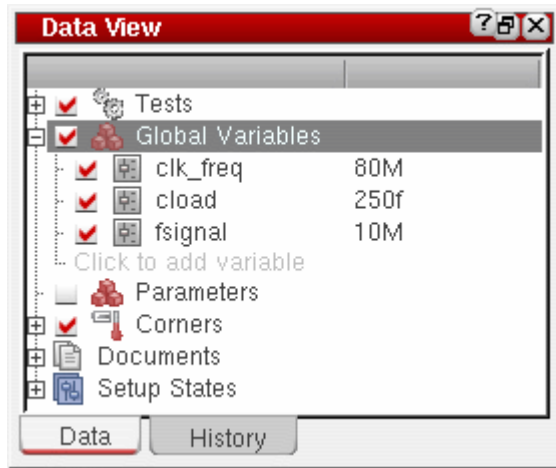 Data View
Tests
Global Variables
clk_freq 80M
cload 250f
fsignal 10M
Click to add variable
Parameters
Corners
Documents
Setup States
Data History